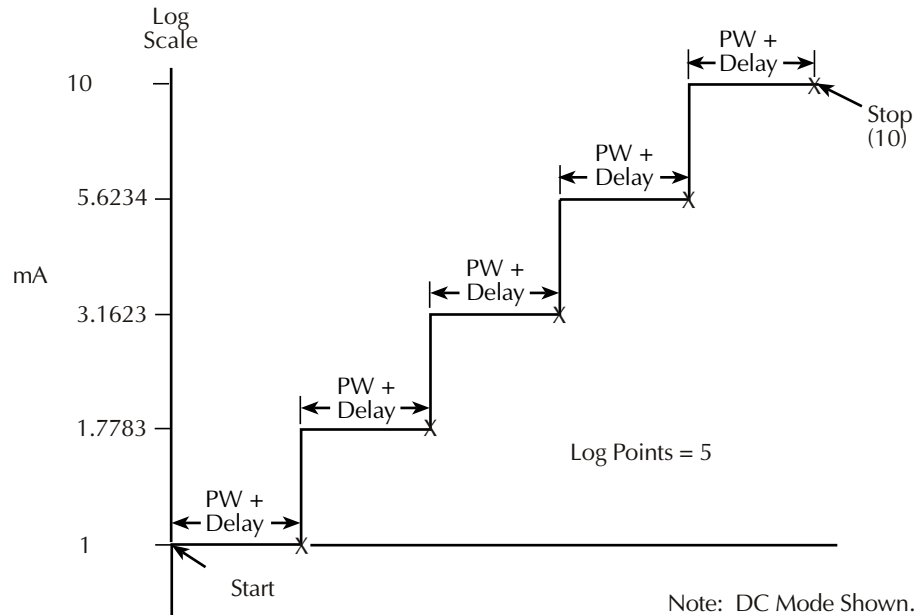 Log
Scale
PW +
Delay
10
Stop
(10)
PW +
Delay
5.6234
PW +
Delay
mA
3.1623
PW +
Delay
1.7783
Log Points = 5
PW +
Delay
1
Start
Note: DC Mode Shown.
X
X
X
X
X